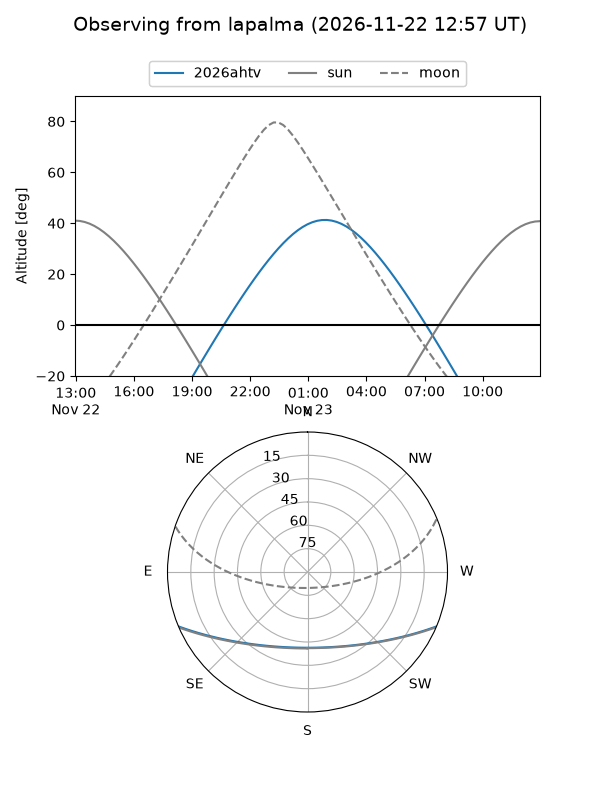 Observing from lapalma (2026-11-22 12:57 UT)
2026ahtv sun moon
Altitude [deg]
80
60
40
20
0
−20
13:00 16:00 19:00 22:00 01:00 04:00 07:00 10:00
Nov 22 Nov 23
N
NE NW
15
30
45
60
75
E W
SE SW
S